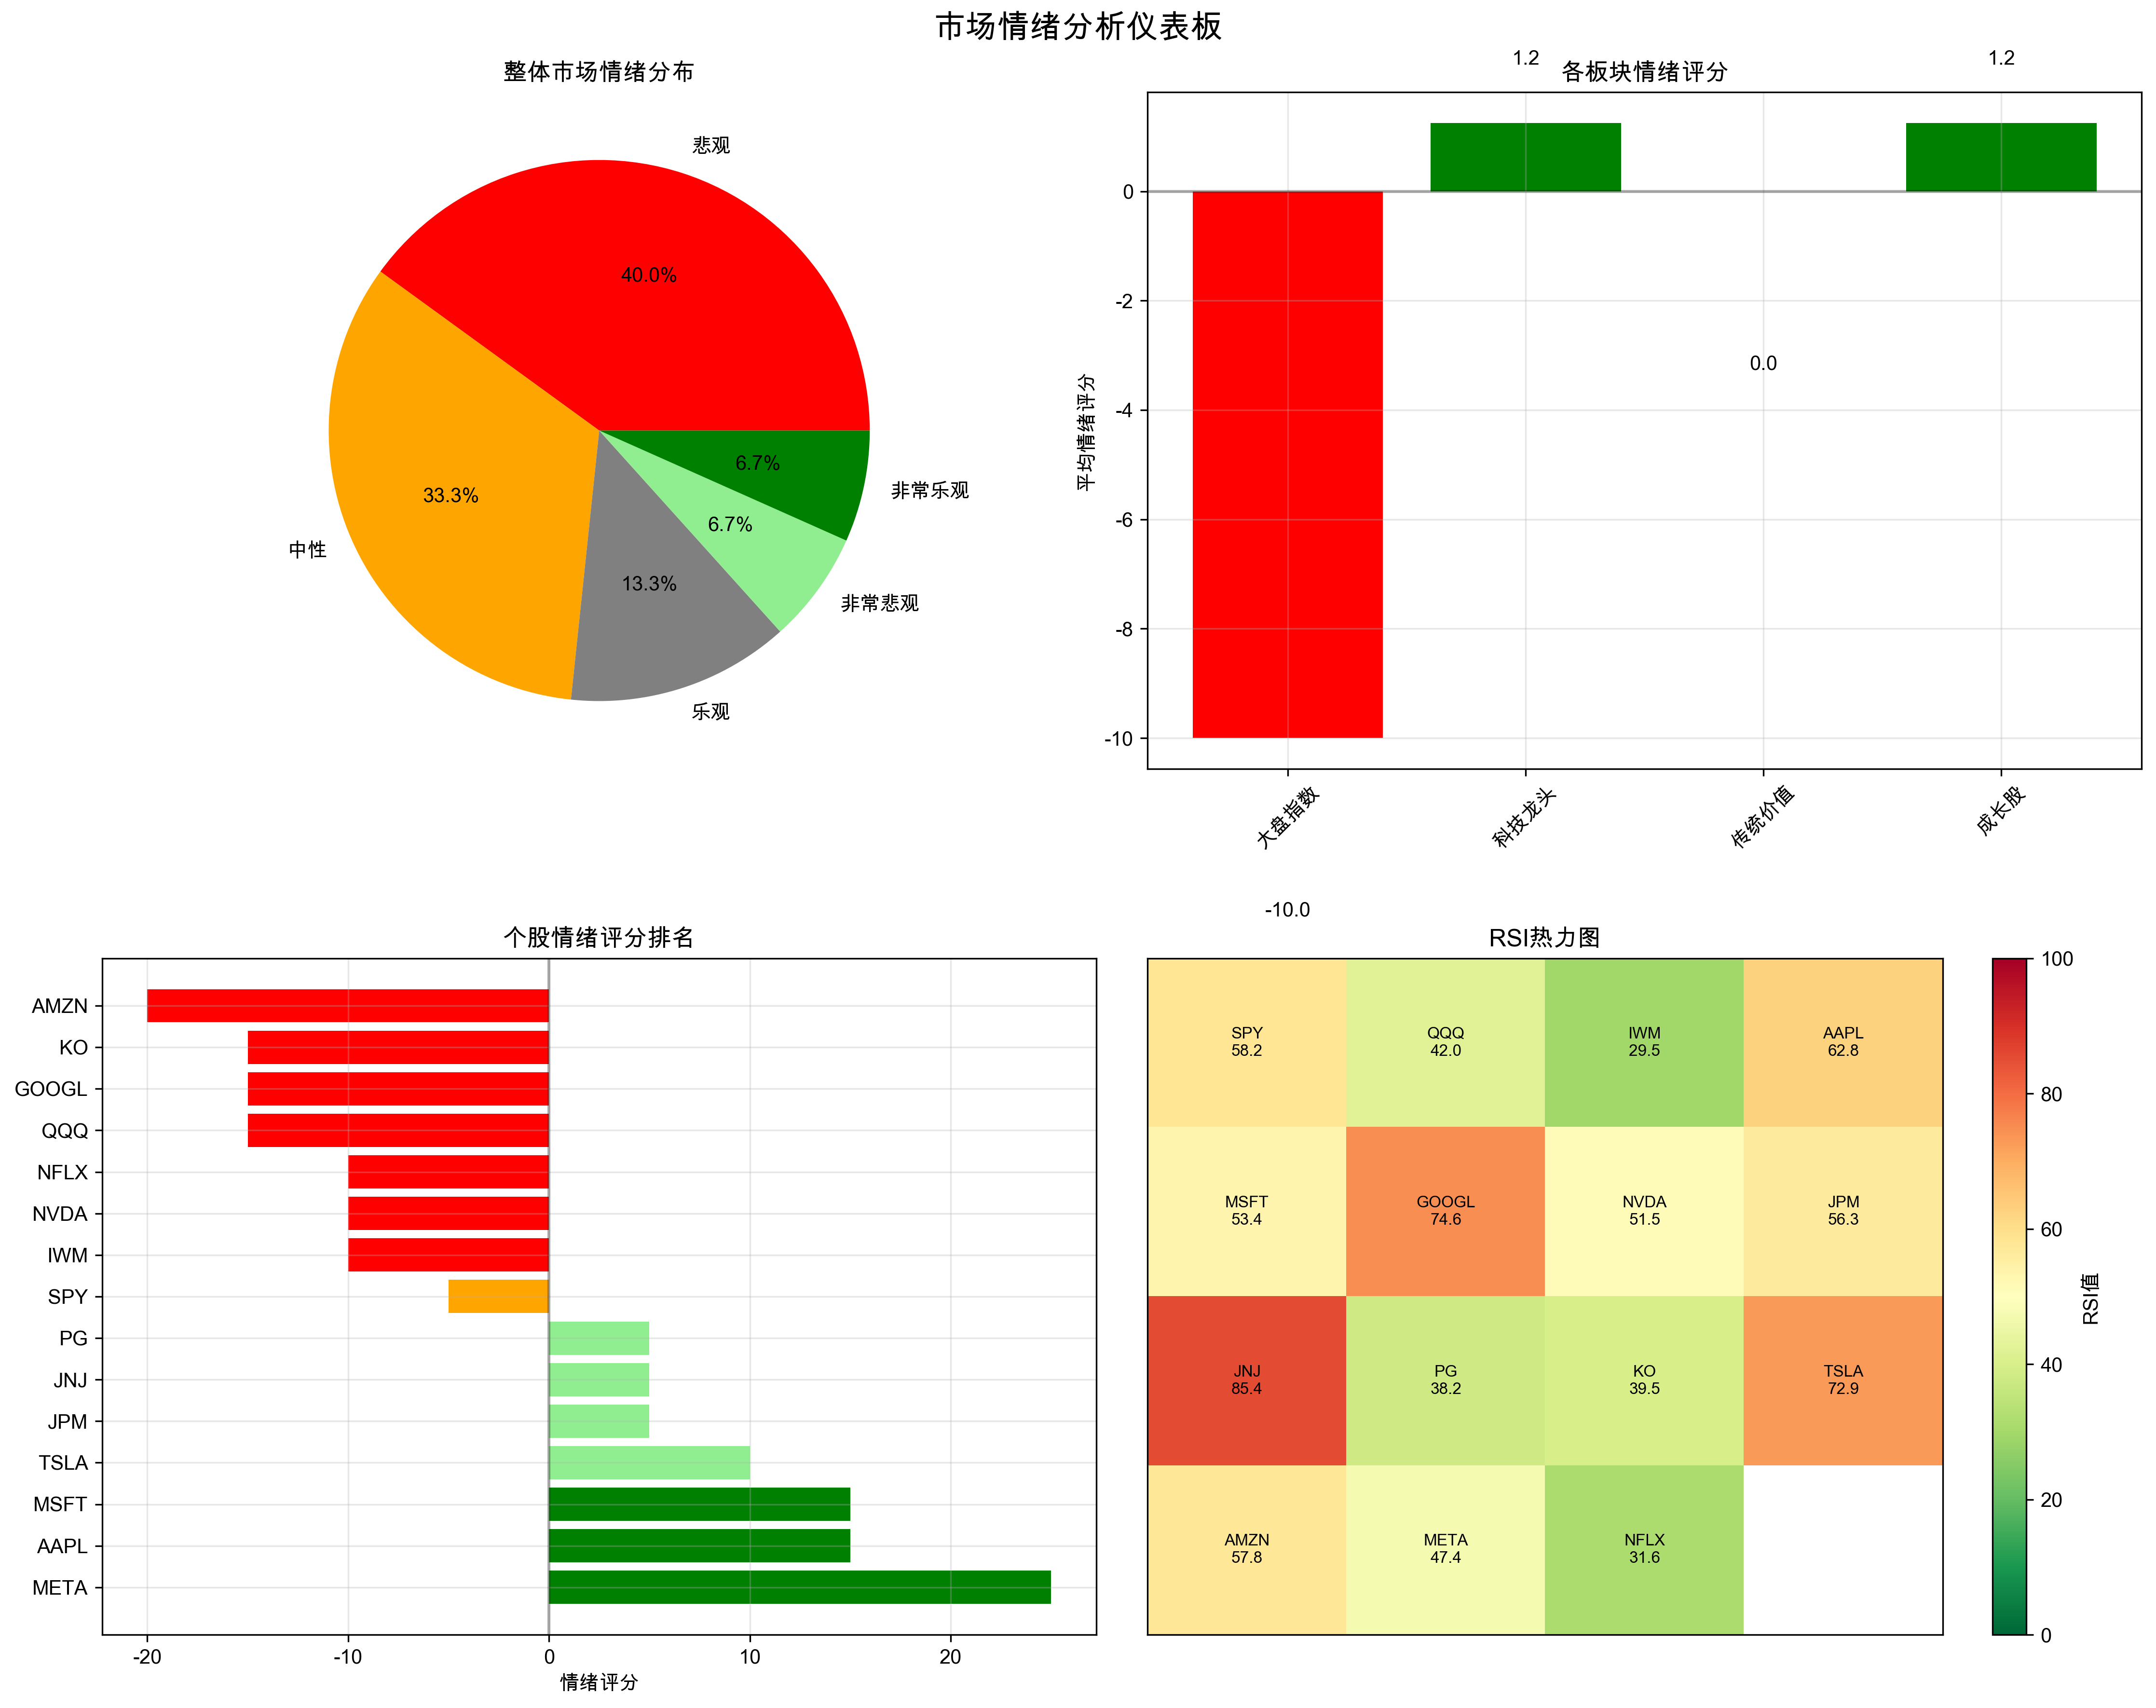 市场情绪分析仪表板
整体市场情绪分布
悲观
40.0%
33.3%
中性
13.3%
乐观
6.7%
非常悲观
6.7%
非常乐观
各板块情绪评分
1.2
1.2
0.0
-10.0
平均情绪评分
0
-2
-4
-6
-8
-10
大盘指数
科技龙头
传统价值
成长股
个股情绪评分排名
AMZN
KO
GOOGL
QQQ
NFLX
NVDA
IWM
SPY
PG
JNJ
JPM
TSLA
MSFT
AAPL
META
-20
-10
0
10
20
情绪评分
RSI热力图
SPY
58.2
QQQ
42.0
IWM
29.5
AAPL
62.8
MSFT
53.4
GOOGL
74.6
NVDA
51.5
JPM
56.3
JNJ
85.4
PG
38.2
KO
39.5
TSLA
72.9
AMZN
57.8
META
47.4
NFLX
31.6
100
80
60
40
20
0
RSI值